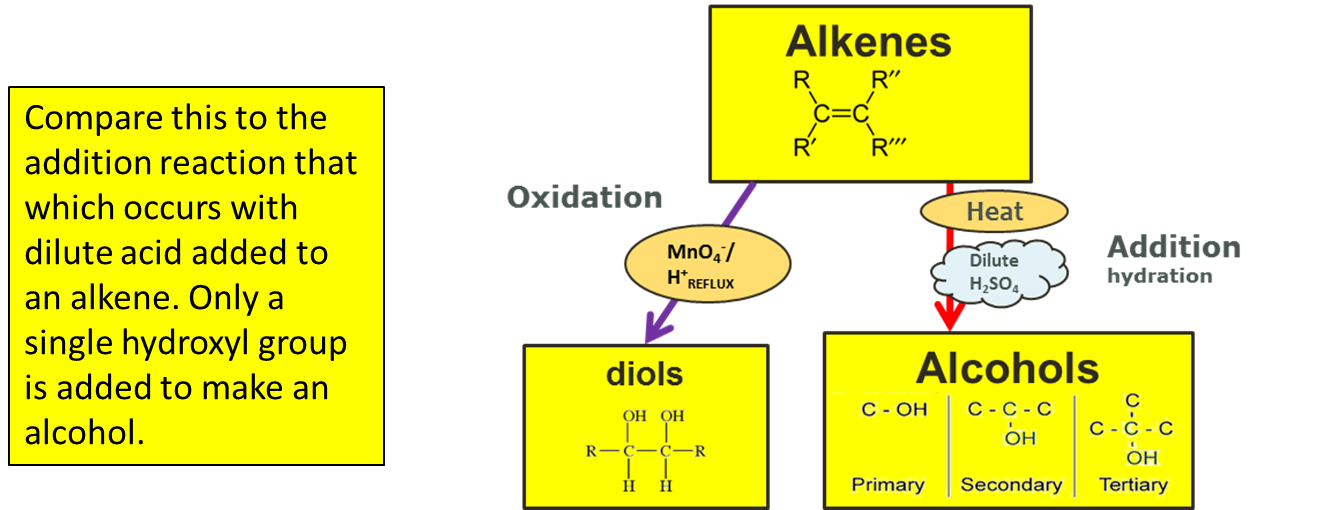 Compare this to the
addition reaction that
which occurs with
dilute acid added to
an alkene. Only a
single hydroxyl group
is added to make an
alcohol.
Alkenes
R R″
C=C
R′ R‴
Oxidation
MnO₄⁻/
H⁺REFLUX
Heat
Dilute
H₂SO₄
Addition
hydration
diols
OH OH
R—C—C—R
H H
Alcohols
C - OH
Primary
C - C - C
OH
Secondary
C
C - C - C
OH
Tertiary